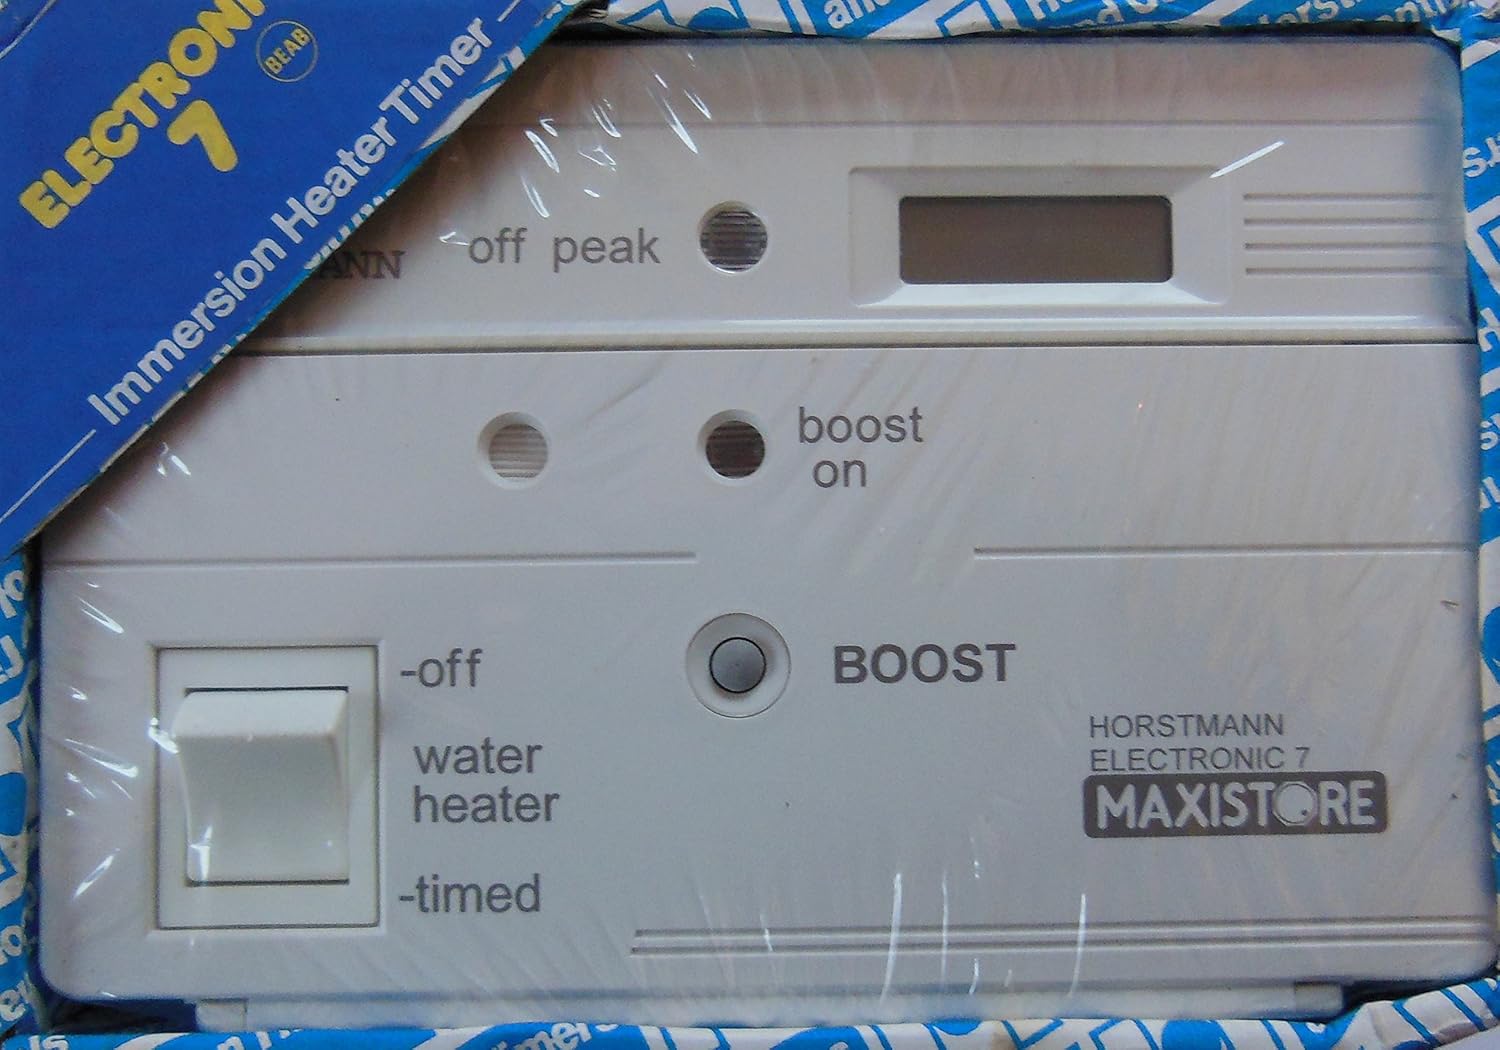 ELECTRONIC
7
BEAB
Immersion Heater Timer
off peak
boost
on
-off
water
heater
-timed
BOOST
HORSTMANN
ELECTRONIC 7
MAXISTORE